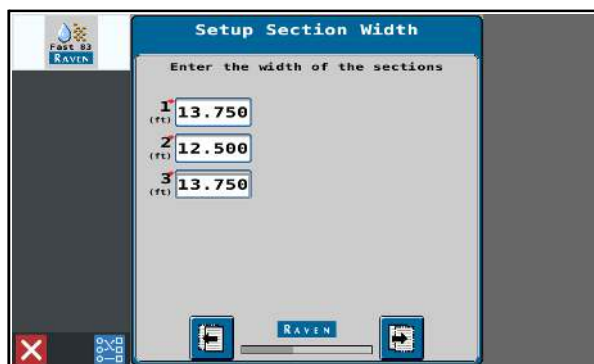 Setup Section Width
Fast 83
RAVEN
Enter the width of the sections
1
(ft)
13.750
2
(ft)
12.500
3
(ft)
13.750
RAVEN